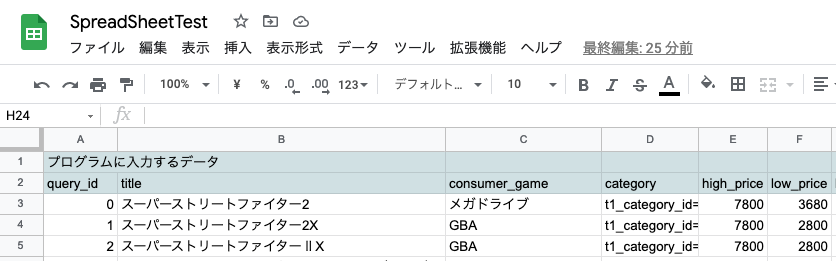 SpreadSheetTest
ファイル 編集 表示 挿入 表示形式 データ ツール 拡張機能 ヘルプ 最終編集: 25 分前
100% ¥ % .0 .00 123 デフォルト... 10 B I S A
H24 fx
A B C D E F
1 プログラムに入力するデータ
2 query_id title consumer_game category high_price low_price
3 0 スーパーストリートファイター2 メガドライブ t1_category_id= 7800 3680
4 1 スーパーストリートファイター2X GBA t1_category_id= 7800 2800
5 2 スーパーストリートファイターⅡX GBA t1_category_id= 7800 2800